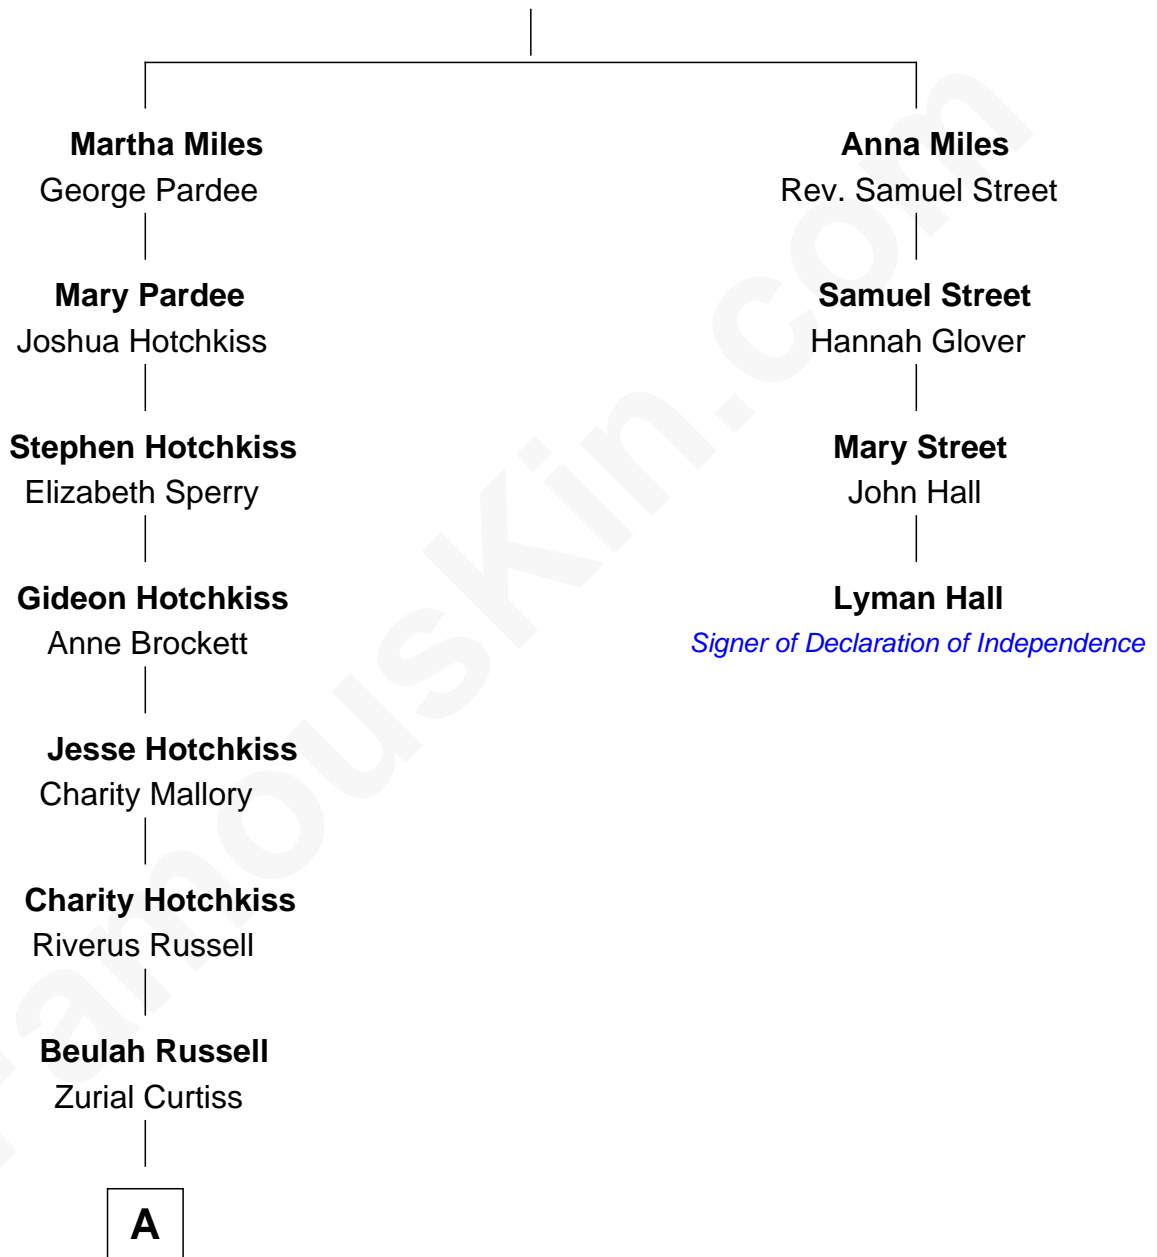 Martha Miles
George Pardee
Mary Pardee
Joshua Hotchkiss
Stephen Hotchkiss
Elizabeth Sperry
Gideon Hotchkiss
Anne Brockett
Jesse Hotchkiss
Charity Mallory
Charity Hotchkiss
Riverus Russell
Beulah Russell
Zurial Curtiss
A
Anna Miles
Rev. Samuel Street
Samuel Street
Hannah Glover
Mary Street
John Hall
Lyman Hall
Signer of Declaration of Independence
FamousKin.com